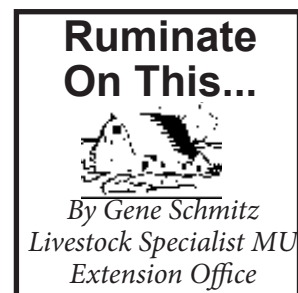 Ruminate
On This...
By Gene Schmitz
Livestock Specialist MU
Extension Office